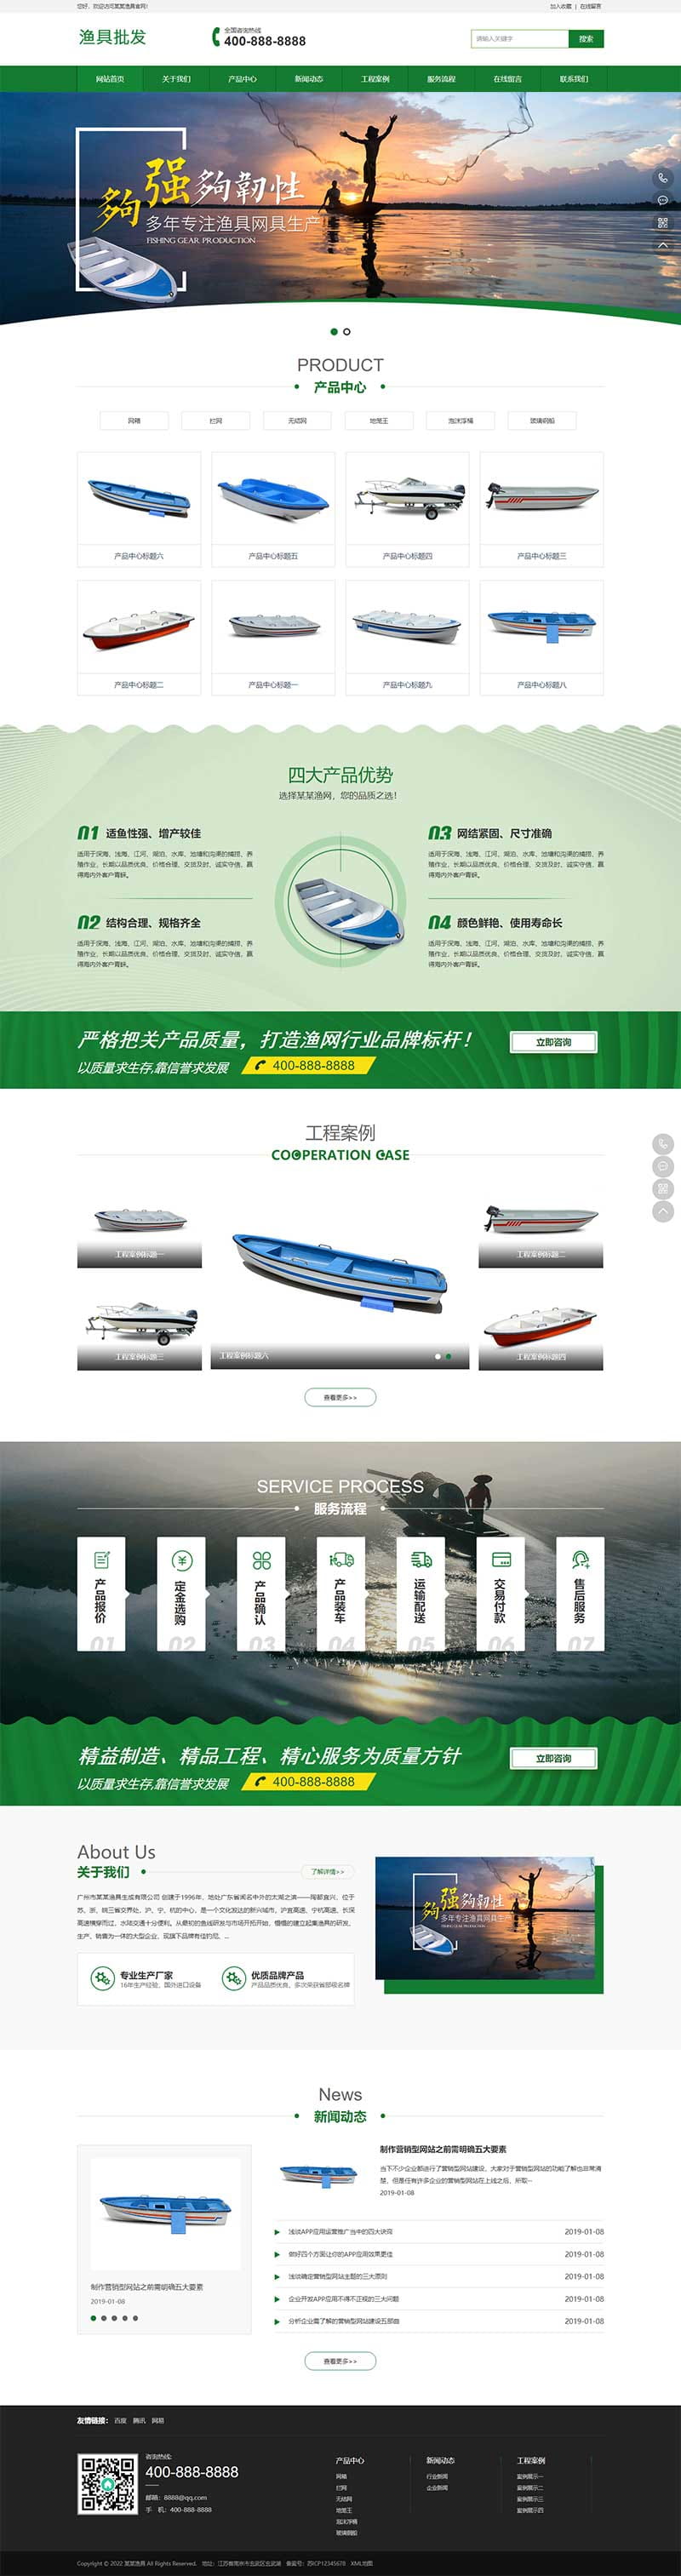 您好，欢迎访问某某渔具官网!
加入收藏 | 在线留言
渔具批发
全国咨询热线
400-888-8888
请输入关键字
搜索
网站首页 关于我们 产品中心 新闻动态 工程案例 服务流程 在线留言 联系我们
夠强夠韌性
多年专注渔具网具生产
FISHING GEAR PRODUCTION
PRODUCT
产品中心
网箱 拦网 无结网 地笼王 泡沫浮桶 玻璃钢船
产品中心标题六 产品中心标题五 产品中心标题四 产品中心标题三
产品中心标题二 产品中心标题一 产品中心标题九 产品中心标题八
四大产品优势
选择某某渔网，您的品质之选!
01 适鱼性强、增产较佳
适用于深海，浅海，江河，湖泊，水库，池塘和沟渠的捕捞，养
殖作业，长期以品质优良，价格合理，交货及时，诚实守信，赢
得海内外客户青睐。
03 网结紧固、尺寸准确
适用于深海，浅海，江河，湖泊，水库，池塘和沟渠的捕捞，养
殖作业，长期以品质优良，价格合理，交货及时，诚实守信，赢
得海内外客户青睐。
02 结构合理、规格齐全
适用于深海，浅海，江河，湖泊，水库，池塘和沟渠的捕捞，养
殖作业，长期以品质优良，价格合理，交货及时，诚实守信，赢
得海内外客户青睐。
04 颜色鲜艳、使用寿命长
适用于深海，浅海，江河，湖泊，水库，池塘和沟渠的捕捞，养
殖作业，长期以品质优良，价格合理，交货及时，诚实守信，赢
得海内外客户青睐。
严格把关产品质量，打造渔网行业品牌标杆！
以质量求生存,靠信誉求发展 400-888-8888
立即咨询
工程案例
COOPERATION CASE
工程案例标题一
工程案例标题二
工程案例标题三
工程案例标题六
工程案例标题四
查看更多>>
SERVICE PROCESS
服务流程
产品报价 定金选购 产品确认 产品装车 运输配送 交易付款 售后服务
01 02 03 04 05 06 07
精益制造、精品工程、精心服务为质量方针
以质量求生存,靠信誉求发展 400-888-8888
立即咨询
About Us
关于我们
了解详情>>
广州市某某渔具生成有限公司 创建于1996年，地处广东省闻名中外的太湖之滨——陶都宜兴，位于
苏、浙、皖三省交界处，沪、宁、杭的中心，是一个文化发达的新兴城市，沪宜高速，宁杭高速，长深
高速横穿而过，水陆交通十分便利。从最初的鱼线研发与市场开拓开始，慢慢的建立起集渔具的研发、
生产、销售为一体的大型企业，现旗下品牌有佳钓尼，...
专业生产厂家
16年生产经验，国外进口设备
优质品牌产品
产品品质优良，多次荣获省部级名牌
夠强夠韌性
多年专注渔具网具生产
FISHING GEAR PRODUCTION
News
新闻动态
制作营销型网站之前需明确五大要素
2019-01-08
制作营销型网站之前需明确五大要素
当下不少企业都进行了营销型网站建设，大家对于营销型网站的功能了解也非常清
楚，但是任有许多企业的营销型网站在上线之后，所取···
2019-01-08
浅谈APP应用运营推广当中的四大诀窍 2019-01-08
做好四个方面让你的APP应用效果更佳 2019-01-08
浅谈确定营销型网站主题的三大原则 2019-01-08
企业开发APP应用不得不正视的三大问题 2019-01-08
分析企业需了解的营销型网站建设五部曲 2019-01-08
查看更多>>
友情链接： 百度 腾讯 网易
咨询热线:
400-888-8888
邮箱：8888@qq.com
手 机：400-888-8888
产品中心
网箱
拦网
无结网
地笼王
泡沫浮桶
玻璃钢船
新闻动态
行业新闻
企业新闻
工程案例
案例展示一
案例展示二
案例展示三
案例展示四
Copyright © 2022 某某渔具 All Rights Reserved. 地址：江苏省南京市玄武区玄武湖 备案号：苏ICP12345678 XML地图